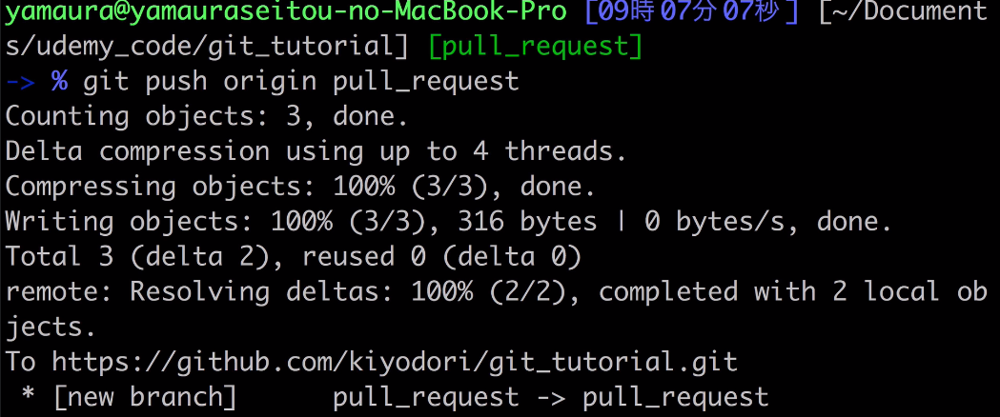 yamaura@yamauraseitou-no-MacBook-Pro [09時07分07秒] [~/Document
s/udemy_code/git_tutorial] [pull_request]
-> % git push origin pull_request
Counting objects: 3, done.
Delta compression using up to 4 threads.
Compressing objects: 100% (3/3), done.
Writing objects: 100% (3/3), 316 bytes | 0 bytes/s, done.
Total 3 (delta 2), reused 0 (delta 0)
remote: Resolving deltas: 100% (2/2), completed with 2 local ob
jects.
To https://github.com/kiyodori/git_tutorial.git
 * [new branch]      pull_request -> pull_request